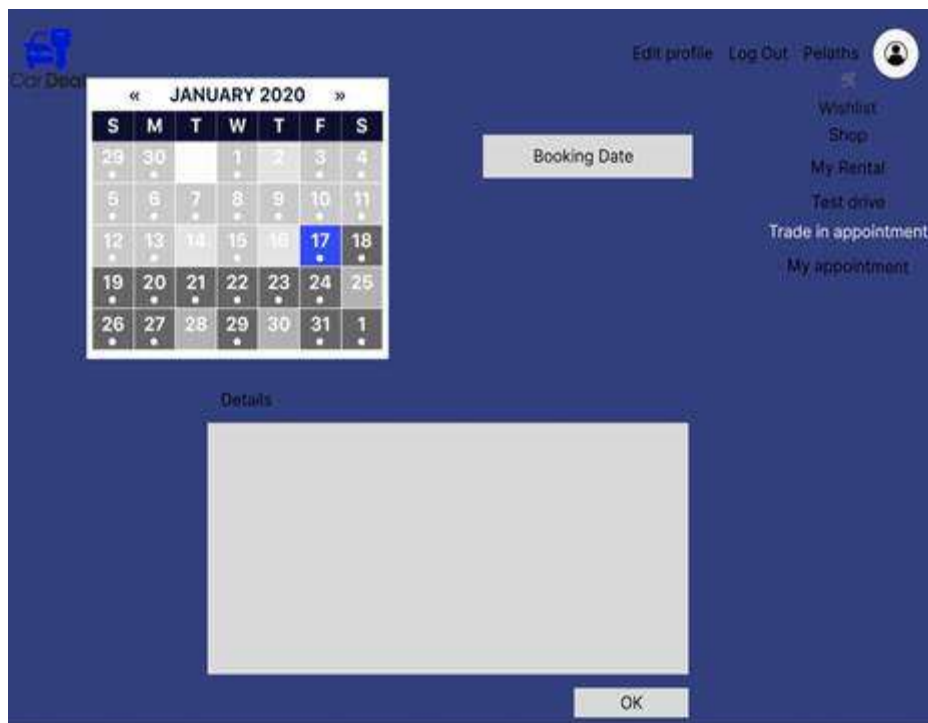 Car Deal
Edit profile Log Out Pelaths
« JANUARY 2020 »
S M T W T F S
29 30 1 2 3 4
5 6 7 8 9 10 11
12 13 14 15 16 17 18
19 20 21 22 23 24 25
26 27 28 29 30 31 1
Booking Date
Wishlist
Shop
My Rental
Test drive
Trade in appointment
My appointment
Details
OK